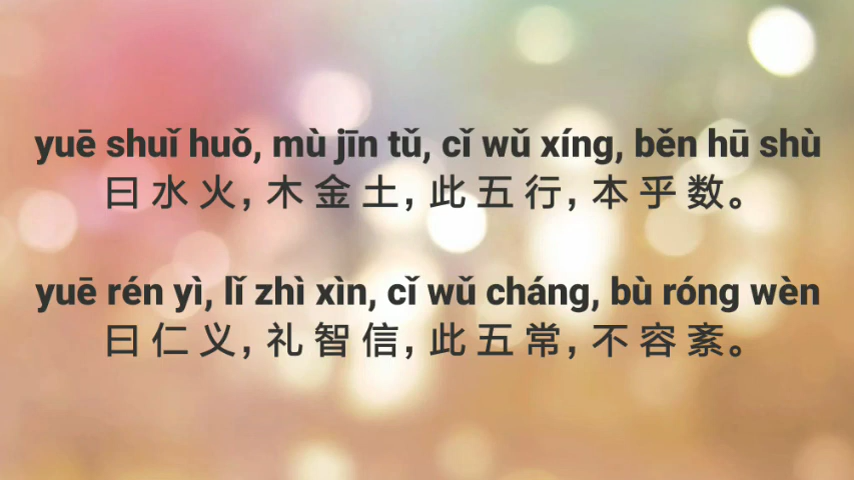 yuē shuǐ huǒ, mù jīn tǔ, cǐ wǔ xíng, běn hū shù
曰水火，木金土，此五行，本乎数。
yuē rén yì, lǐ zhì xìn, cǐ wǔ cháng, bù róng wèn
曰仁义，礼智信，此五常，不容紊。